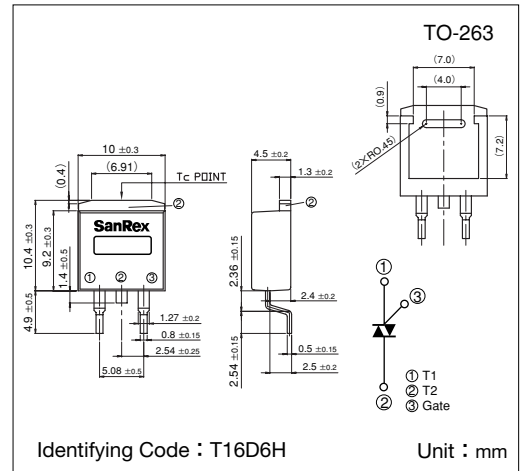 TO-263
(7.0)
(4.0)
(0.9)
(7.2)
(2×R0.45)
10 ±0.3
(6.91)
(0.4)
Tc POINT
②
SanRex
① ② ③
10.4 ±0.3
9.2 ±0.3
1.4 ±0.5
4.9 ±0.5
1.27 ±0.2
0.8 ±0.15
2.54 ±0.25
5.08 ±0.5
4.5 ±0.2
1.3 ±0.2
②
2.36 ±0.15
2.4 ±0.2
2.54 ±0.15
0.5 ±0.15
2.5 ±0.2
①
③
②
① T1
② T2
③ Gate
Identifying Code：T16D6H
Unit：mm